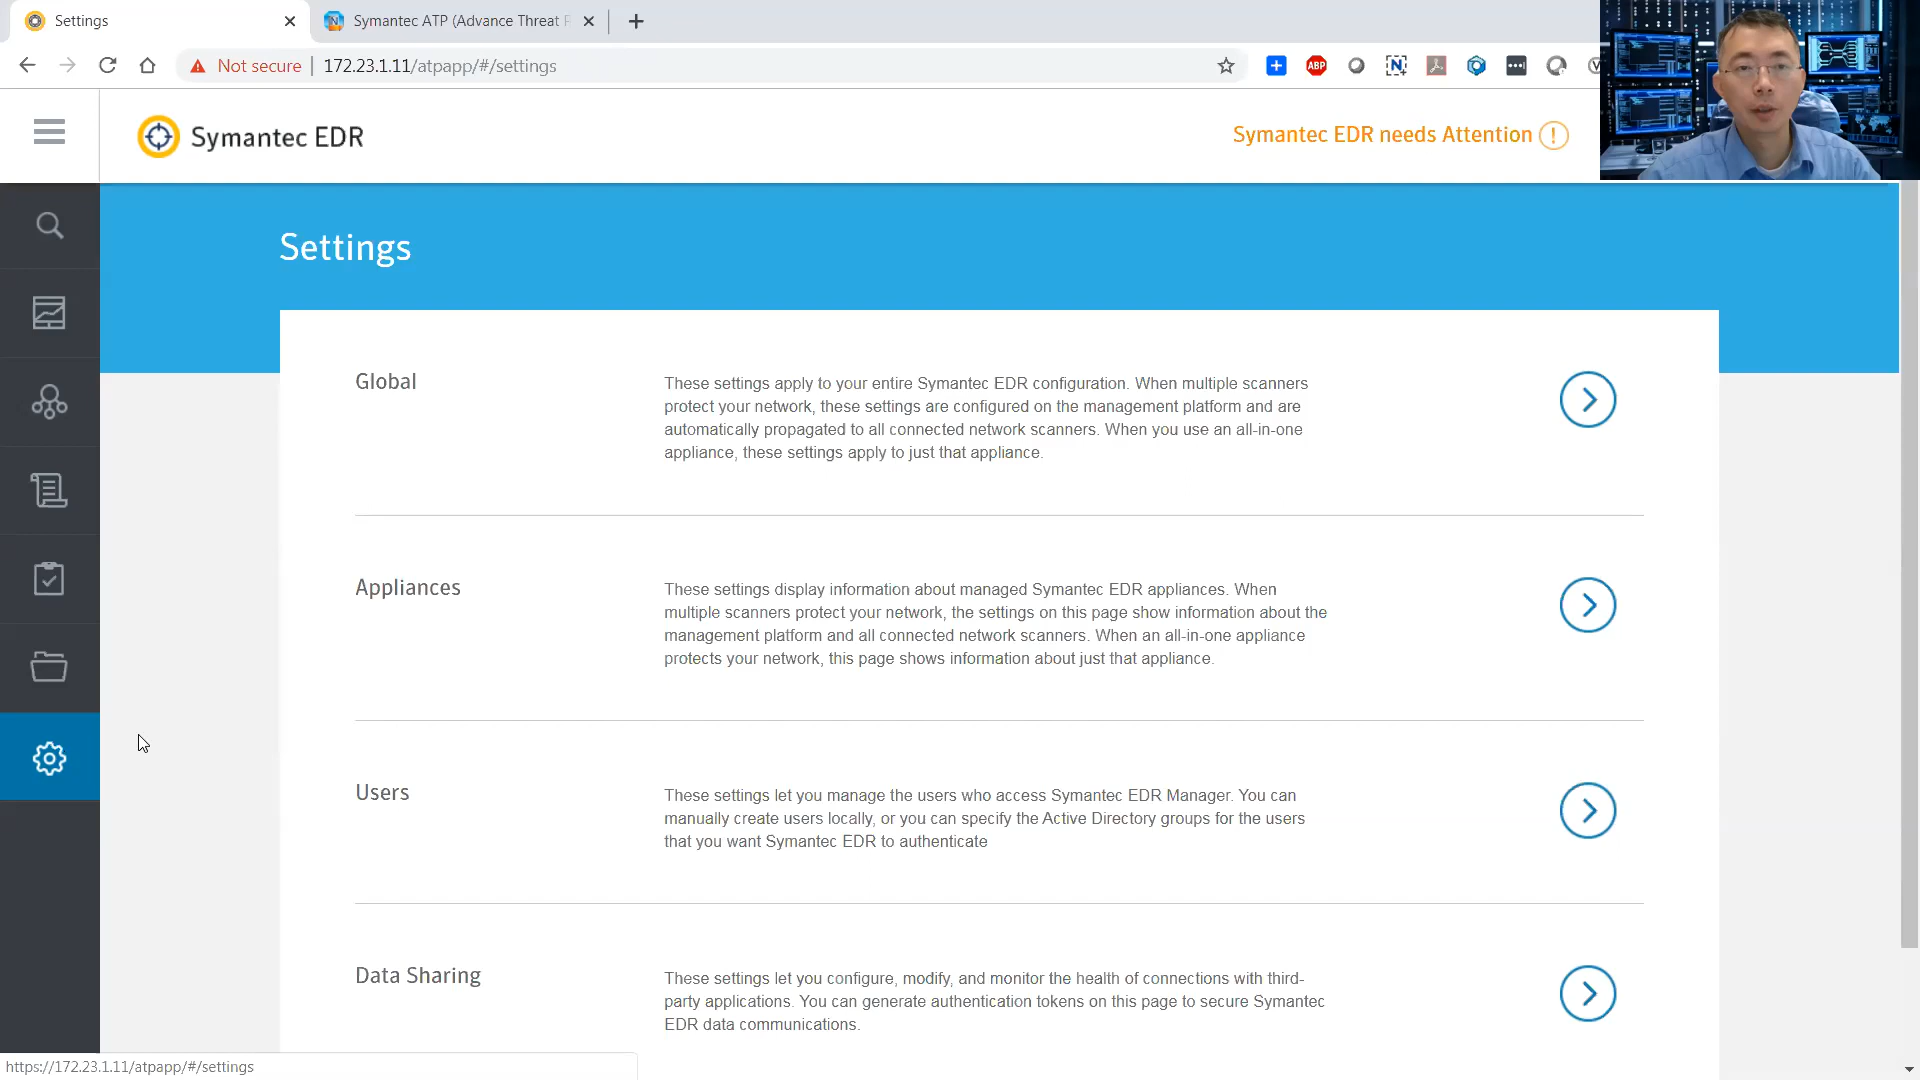 Settings
Symantec ATP (Advance Threat
Not secure
172.23.1.11/atpapp/#/settings
ABP
Symantec EDR
Symantec EDR needs Attention
Settings
Global
These settings apply to your entire Symantec EDR configuration. When multiple scanners
protect your network, these settings are configured on the management platform and are
automatically propagated to all connected network scanners. When you use an all-in-one
appliance, these settings apply to just that appliance.
Appliances
These settings display information about managed Symantec EDR appliances. When
multiple scanners protect your network, the settings on this page show information about the
management platform and all connected network scanners. When an all-in-one appliance
protects your network, this page shows information about just that appliance.
Users
These settings let you manage the users who access Symantec EDR Manager. You can
manually create users locally, or you can specify the Active Directory groups for the users
that you want Symantec EDR to authenticate
Data Sharing
These settings let you configure, modify, and monitor the health of connections with third-
party applications. You can generate authentication tokens on this page to secure Symantec
EDR data communications.
https://172.23.1.11/atpapp/#/settings